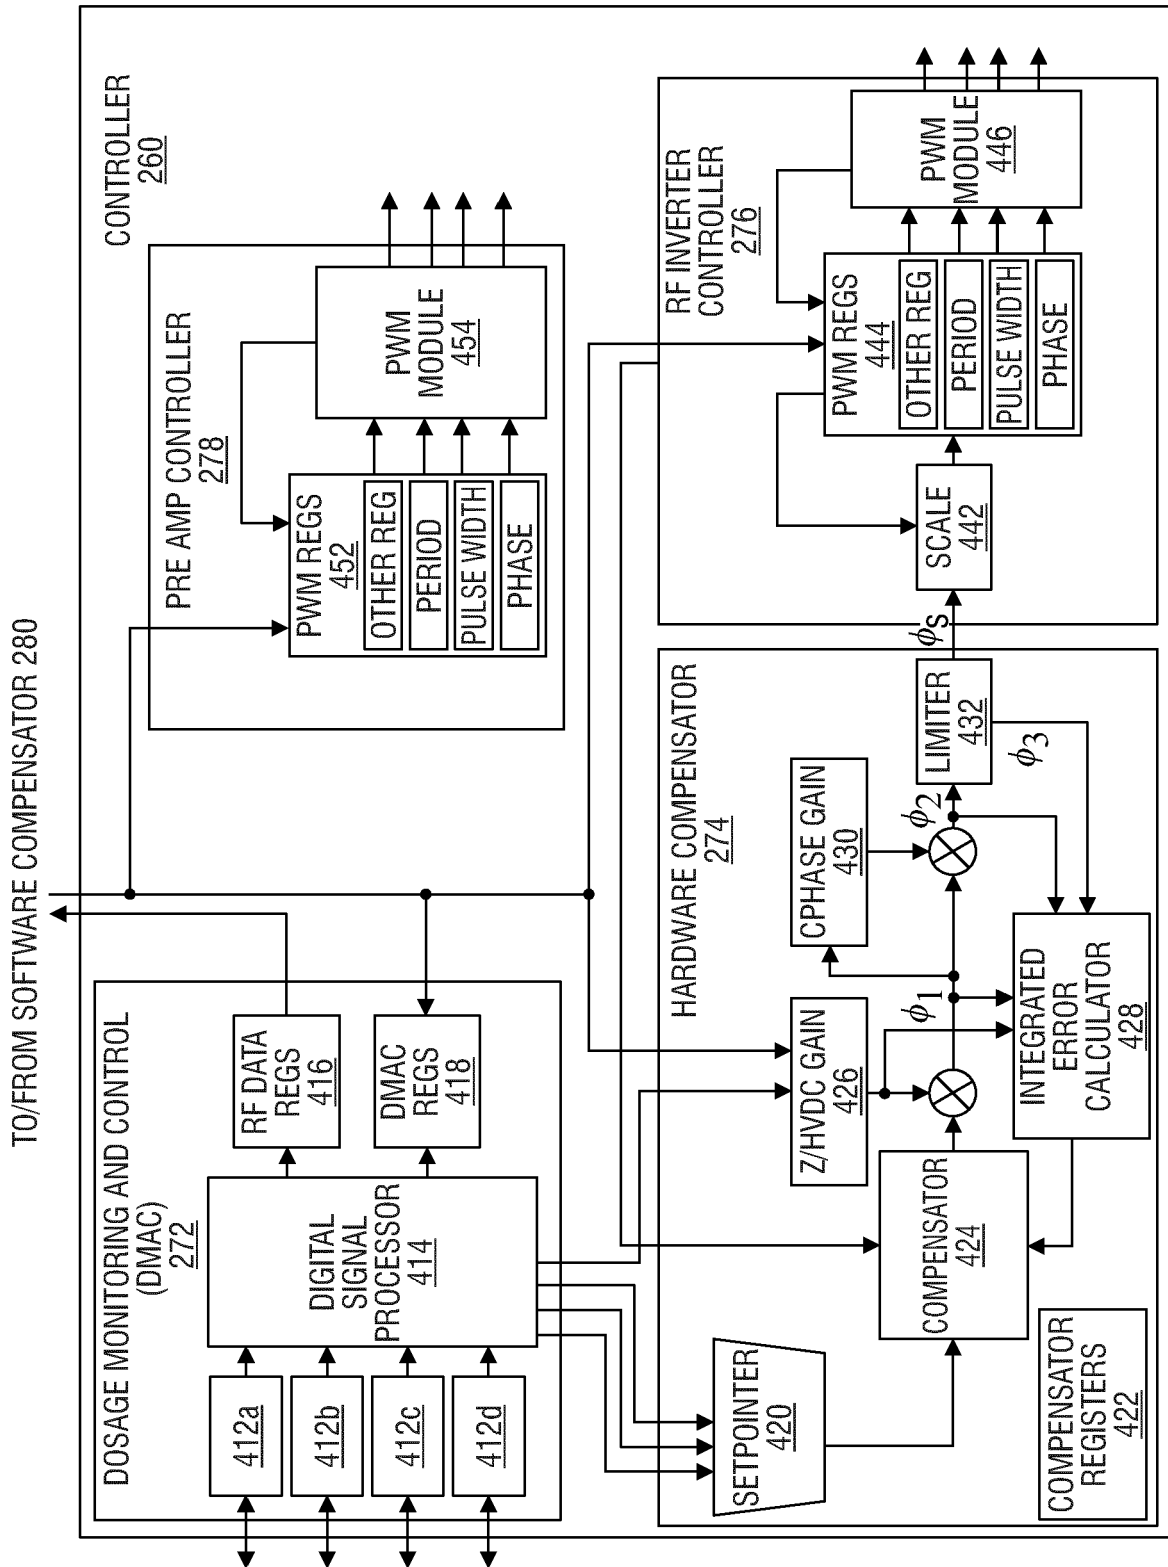 TO/FROM SOFTWARE COMPENSATOR 280
CONTROLLER
260
DOSAGE MONITORING AND CONTROL
(DMAC)
272
412a
412b
412c
412d
DIGITAL
SIGNAL
PROCESSOR
414
RF DATA
REGS
416
DMAC
REGS
418
PRE AMP CONTROLLER
278
PWM REGS
452
OTHER REG
PERIOD
PULSE WIDTH
PHASE
PWM
MODULE
454
HARDWARE COMPENSATOR
274
SETPOINTER
420
COMPENSATOR
REGISTERS
422
COMPENSATOR
424
Z/HVDC GAIN
426
ϕ1
INTEGRATED
ERROR
CALCULATOR
428
CPHASE GAIN
430
ϕ2
LIMITER
432
ϕ3
ϕS
RF INVERTER
CONTROLLER
276
SCALE
442
PWM REGS
444
OTHER REG
PERIOD
PULSE WIDTH
PHASE
PWM
MODULE
446